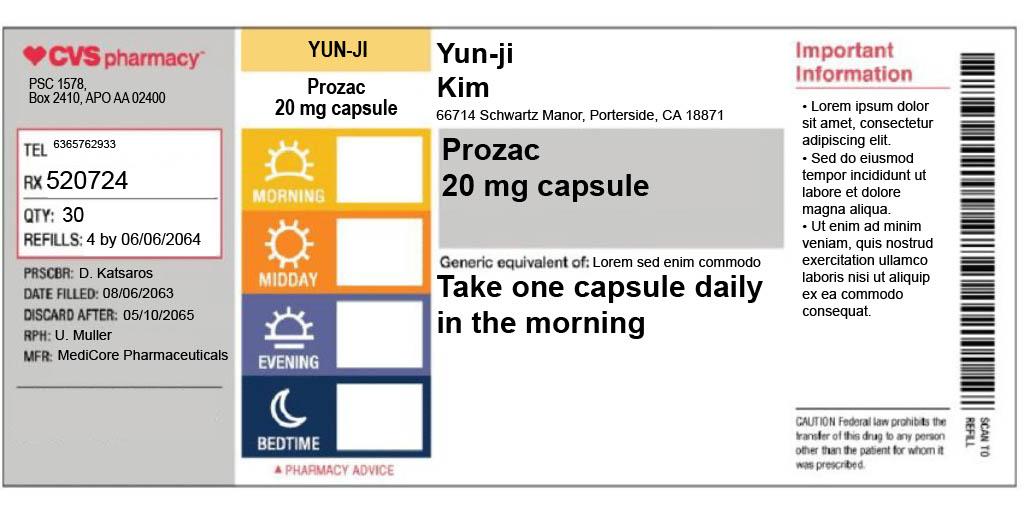 CVS pharmacy
PSC 1578,
Box 2410, APO AA 02400
TEL 6365762933
RX 520724
QTY: 30
REFILLS: 4 by 06/06/2064
PRSCBR: D. Katsaros
DATE FILLED: 08/06/2063
DISCARD AFTER: 05/10/2065
RPH: U. Muller
MFR: MediCore Pharmaceuticals
YUN-JI
Prozac
20 mg capsule
MORNING
MIDDAY
EVENING
BEDTIME
▲ PHARMACY ADVICE
Yun-ji
Kim
66714 Schwartz Manor, Porterside, CA 18871
Prozac
20 mg capsule
Generic equivalent of: Lorem sed enim commodo
Take one capsule daily
in the morning
Important
Information
• Lorem ipsum dolor
sit amet, consectetur
adipiscing elit.
• Sed do eiusmod
tempor incididunt ut
labore et dolore
magna aliqua.
• Ut enim ad minim
veniam, quis nostrud
exercitation ullamco
laboris nisi ut aliquip
ex ea commodo
consequat.
CAUTION Federal law prohibits the
transfer of this drug to any person
other than the patient for whom it
was prescribed.
SCAN TO
REFILL